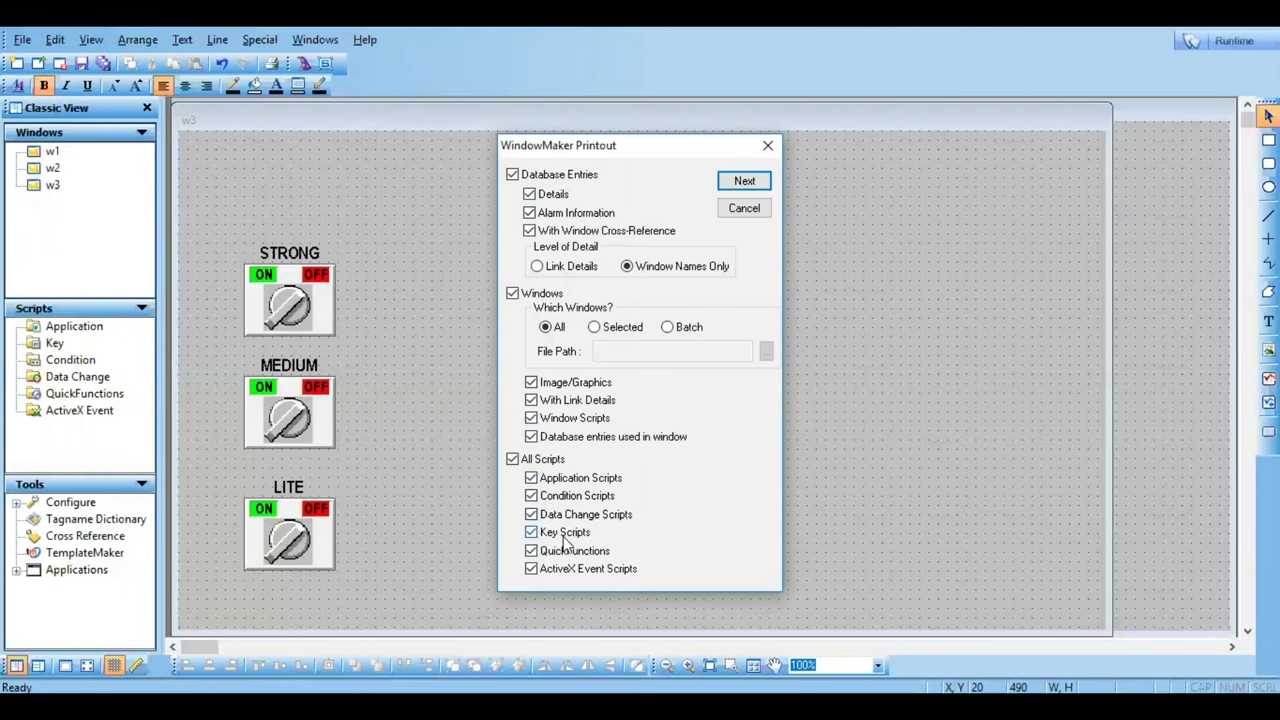 File Edit View Arrange Text Line Special Windows Help
Runtime
B I U A A A
Classic View
Windows
w1
w2
w3
Scripts
Application
Key
Condition
Data Change
QuickFunctions
ActiveX Event
Tools
Configure
Tagname Dictionary
Cross Reference
TemplateMaker
Applications
w3
STRONG
ON OFF
MEDIUM
ON OFF
LITE
ON OFF
WindowMaker Printout
Database Entries
Next
Details
Cancel
Alarm Information
With Window Cross-Reference
Level of Detail
Link Details Window Names Only
Windows
Which Windows?
All Selected Batch
File Path :
...
Image/Graphics
With Link Details
Window Scripts
Database entries used in window
All Scripts
Application Scripts
Condition Scripts
Data Change Scripts
Key Scripts
QuickFunctions
ActiveX Event Scripts
T
100%
Ready
X, Y 20 490 W, H
CAP NUM SCRL